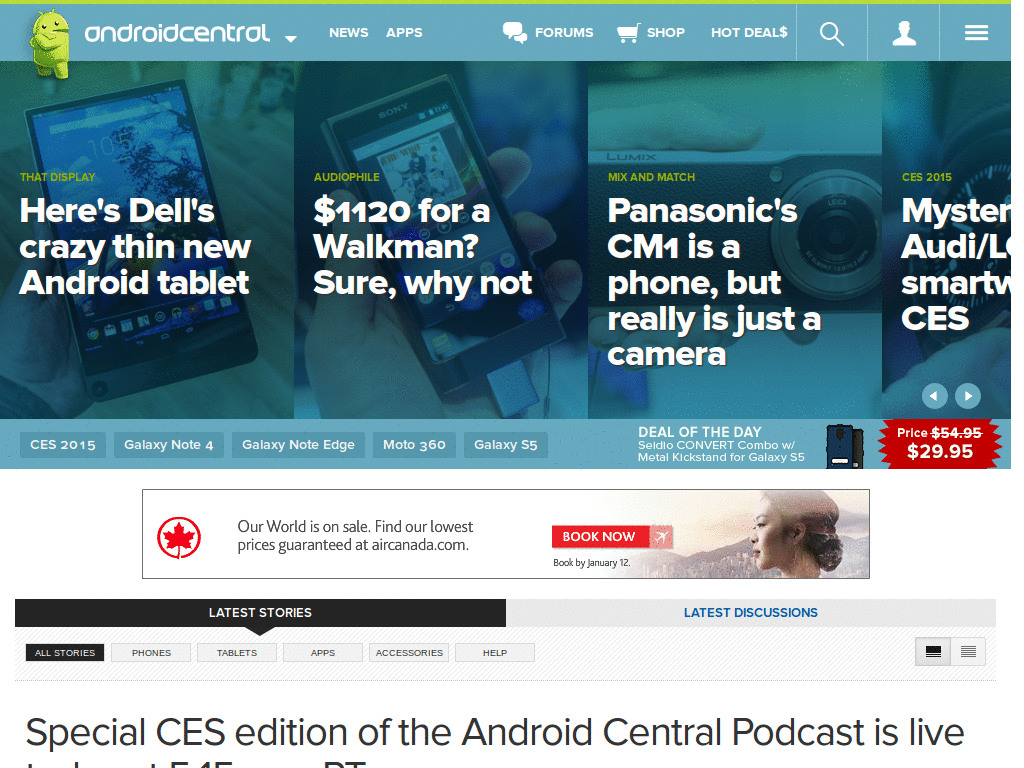 androidcentral
NEWS
APPS
FORUMS
SHOP
HOT DEAL$
THAT DISPLAY
Here's Dell's
crazy thin new
Android tablet
SONY
AUDIOPHILE
$1120 for a
Walkman?
Sure, why not
LUMIX
LEICA
MIX AND MATCH
Panasonic's
CM1 is a
phone, but
really is just a
camera
CES 2015
Myster
Audi/L
smartw
CES
CES 2015
Galaxy Note 4
Galaxy Note Edge
Moto 360
Galaxy S5
DEAL OF THE DAY
Seidio CONVERT Combo w/
Metal Kickstand for Galaxy S5
Price $54.95
$29.95
Our World is on sale. Find our lowest
prices guaranteed at aircanada.com.
BOOK NOW
Book by January 12.
LATEST STORIES
LATEST DISCUSSIONS
ALL STORIES
PHONES
TABLETS
APPS
ACCESSORIES
HELP
Special CES edition of the Android Central Podcast is live